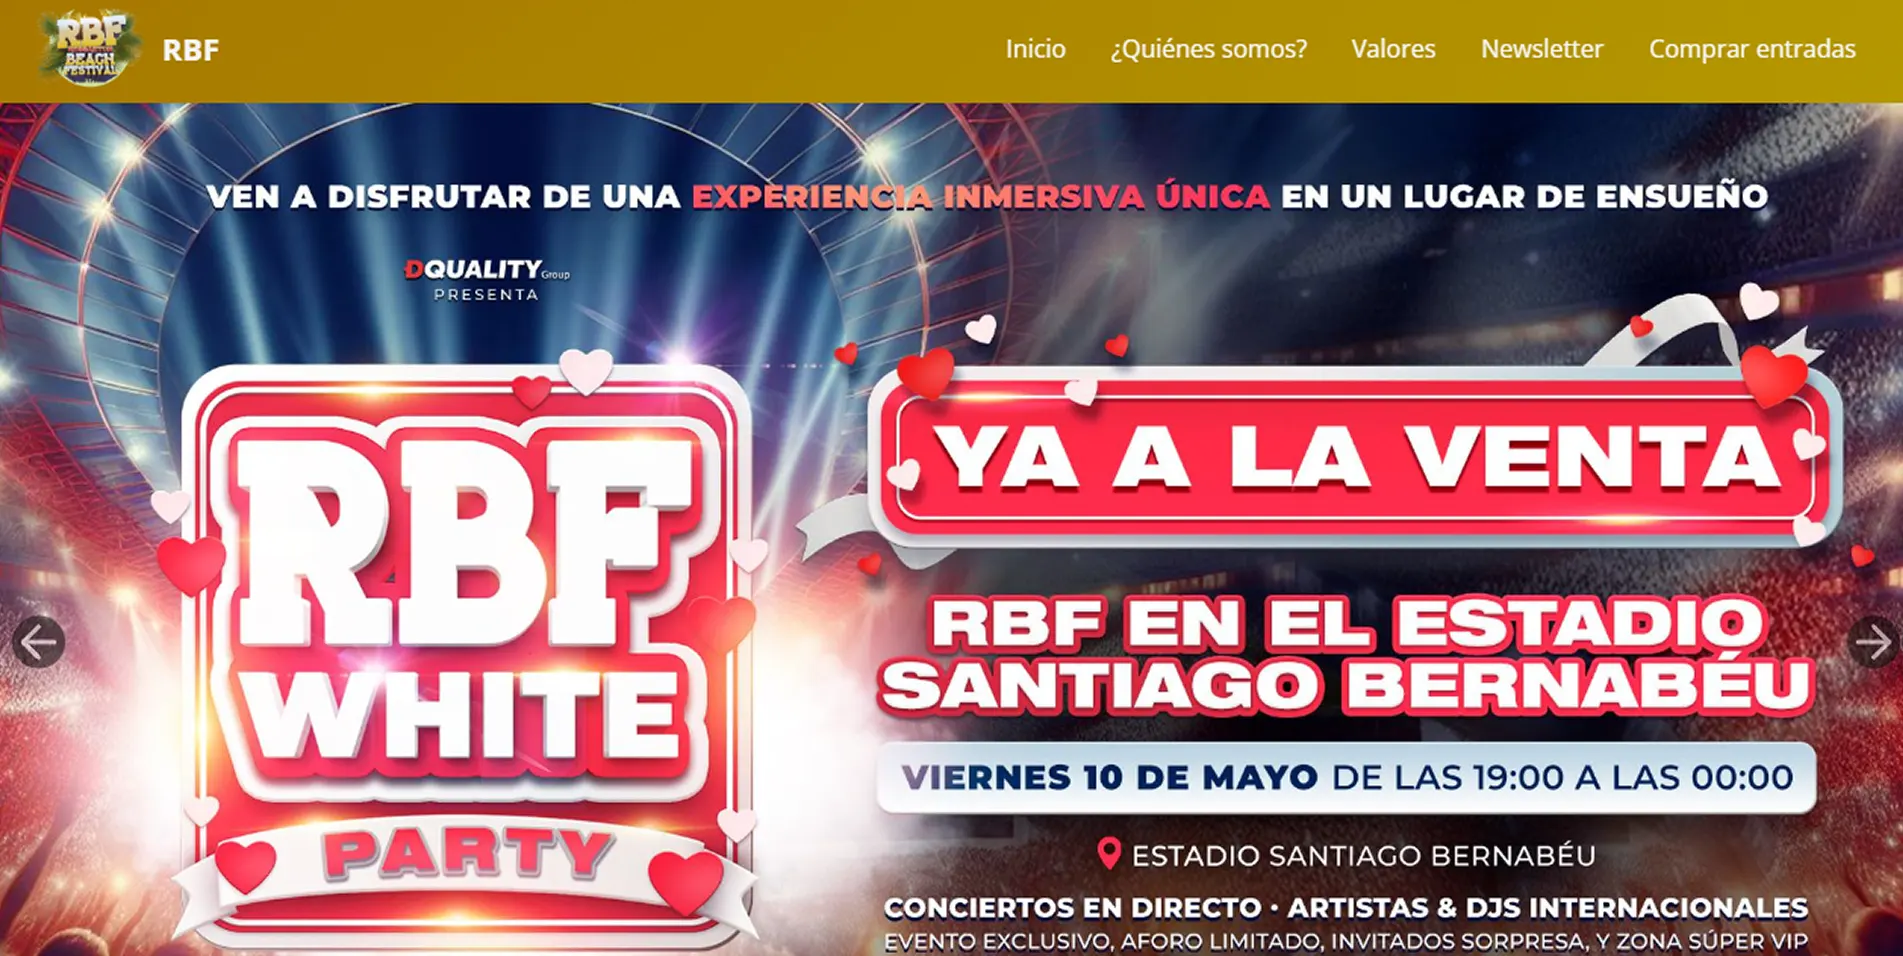 RBF
BEACH
FESTIVAL
RBF
Inicio
¿Quiénes somos?
Valores
Newsletter
Comprar entradas
VEN A DISFRUTAR DE UNA EXPERIENCIA INMERSIVA ÚNICA EN UN LUGAR DE ENSUEÑO
DQUALITY Group
PRESENTA
RBF
WHITE
PARTY
YA A LA VENTA
RBF EN EL ESTADIO
SANTIAGO BERNABÉU
VIERNES 10 DE MAYO DE LAS 19:00 A LAS 00:00
ESTADIO SANTIAGO BERNABÉU
CONCIERTOS EN DIRECTO · ARTISTAS & DJS INTERNACIONALES
EVENTO EXCLUSIVO, AFORO LIMITADO, INVITADOS SORPRESA, Y ZONA SÚPER VIP